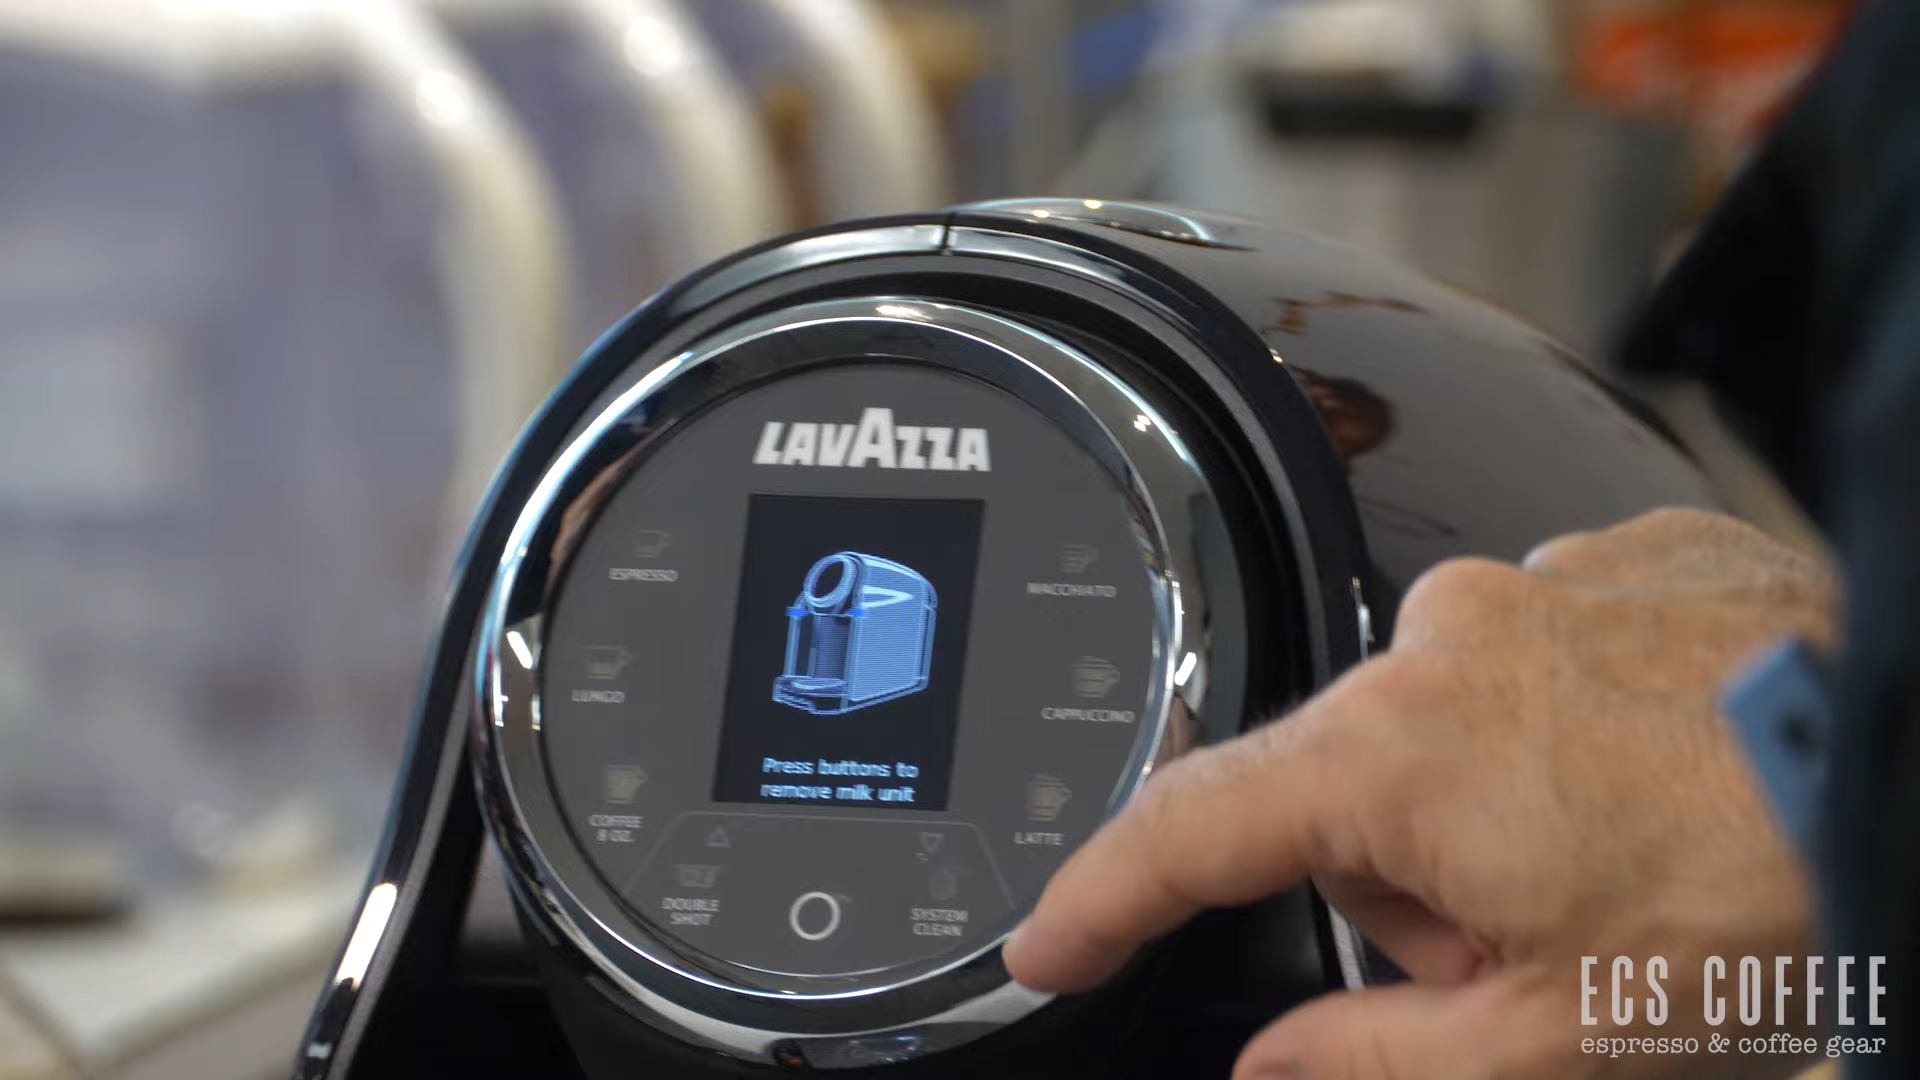 LAVAZZA
ESPRESSO
MACCHIATO
LUNGO
CAPPUCCINO
Press buttons to
remove milk unit
COFFEE
8 OZ.
LATTE
DOUBLE
SHOT
SYSTEM
CLEAN
ECS COFFEE
espresso & coffee gear